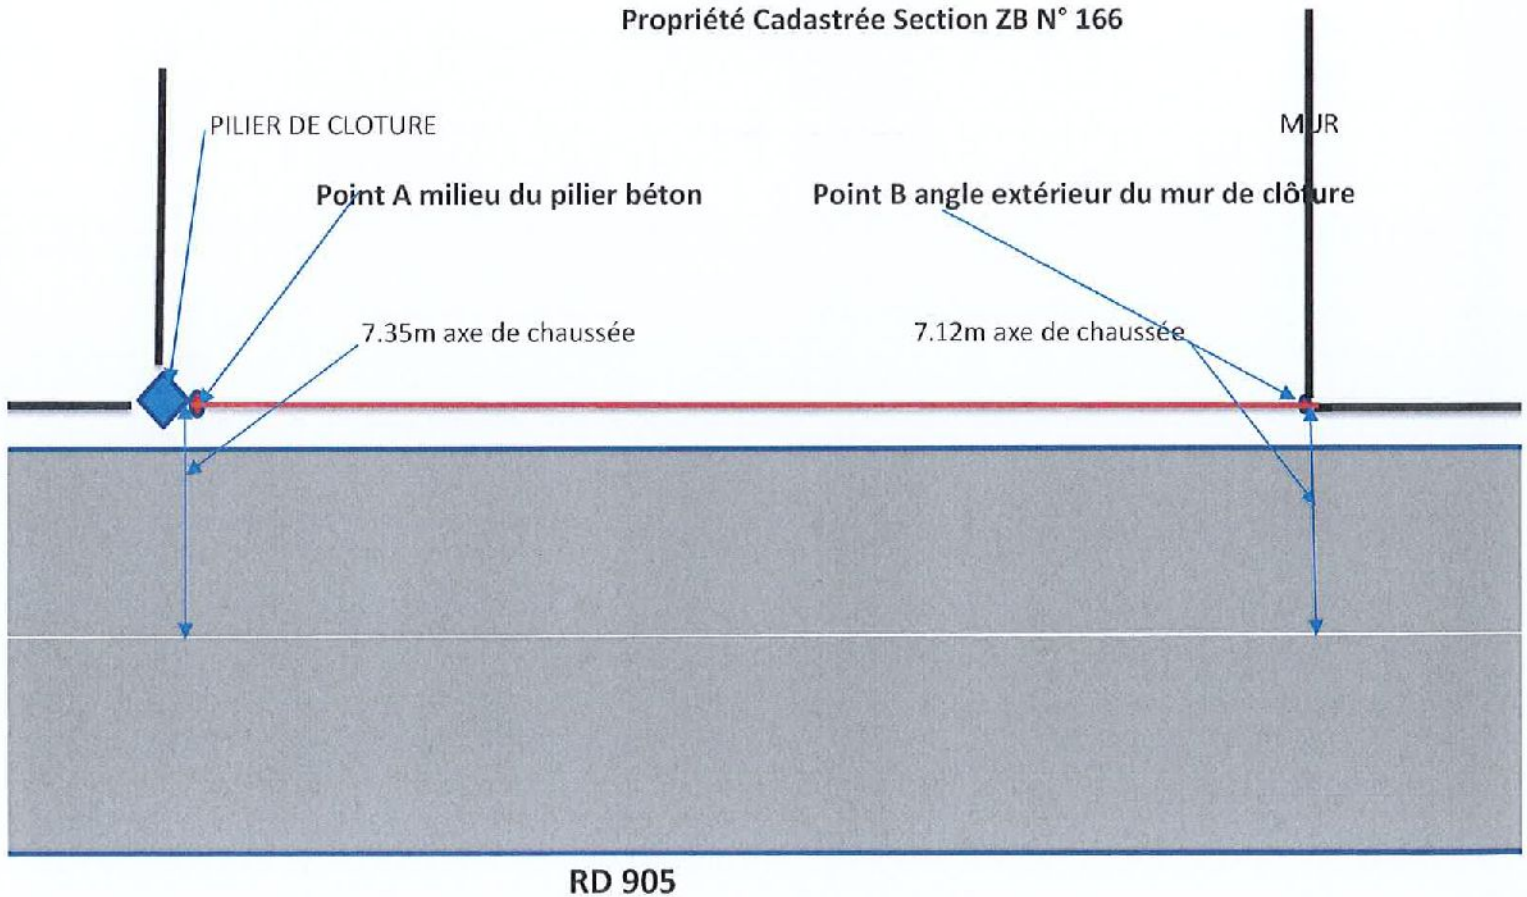 Propriété Cadastrée Section ZB N° 166
PILIER DE CLOTURE
MUR
Point A milieu du pilier béton
Point B angle extérieur du mur de clôture
7.35m axe de chaussée
7.12m axe de chaussée
RD 905